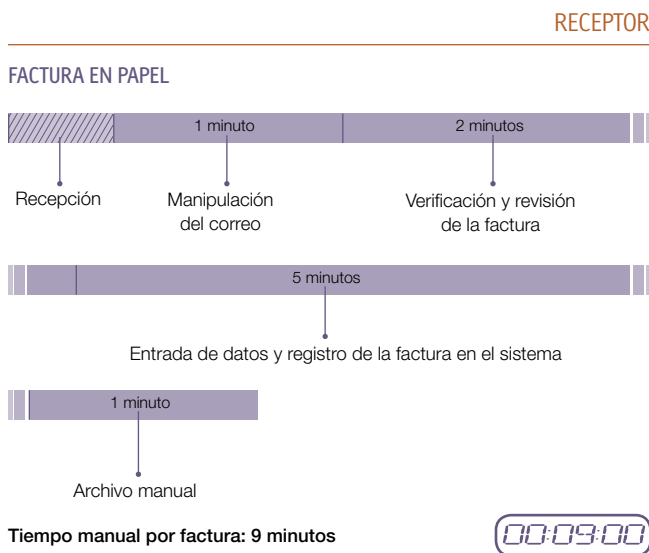 RECEPTOR
FACTURA EN PAPEL
1 minuto
2 minutos
Recepción
Manipulación
del correo
Verificación y revisión
de la factura
5 minutos
Entrada de datos y registro de la factura en el sistema
1 minuto
Archivo manual
Tiempo manual por factura: 9 minutos
00:09:00